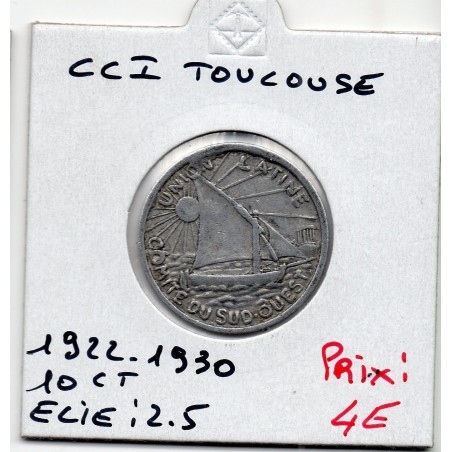 CCI TOULOUSE
UNION LATINE
COMITE DU SUD-OUEST
1922-1930
10 CT
ELIE: 2.5
Prix:
4E